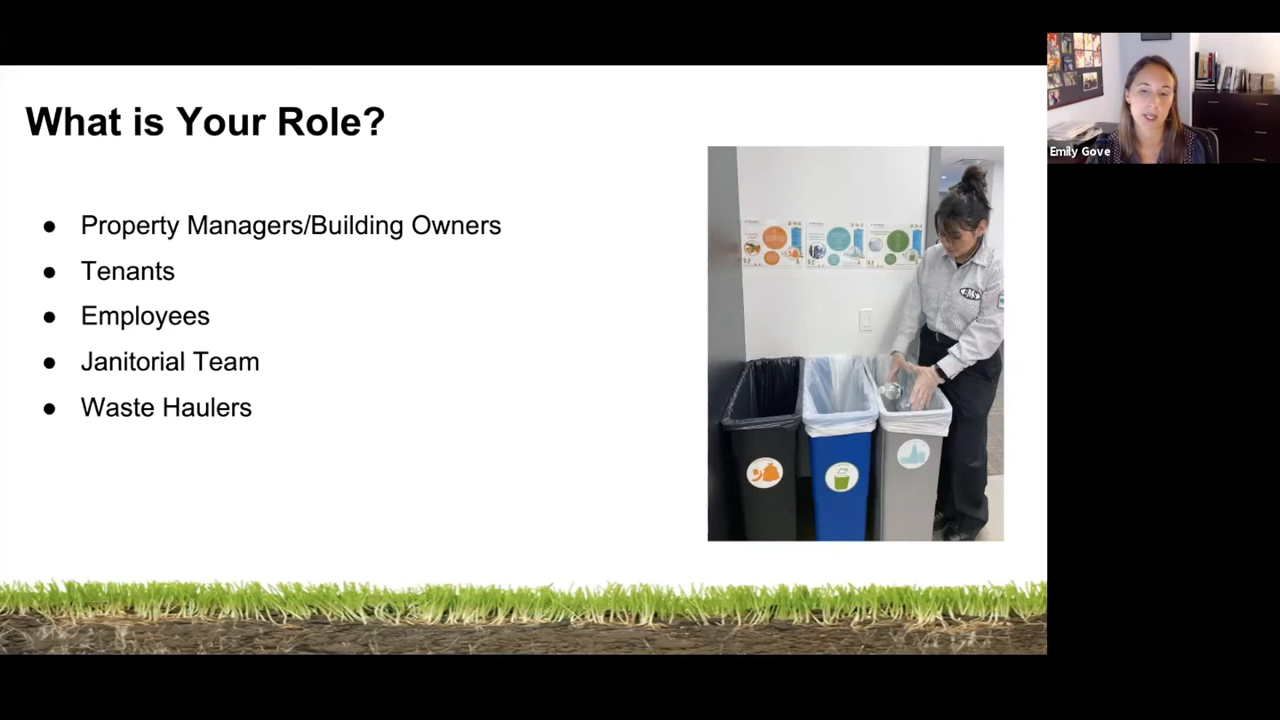 What is Your Role?
● Property Managers/Building Owners
● Tenants
● Employees
● Janitorial Team
● Waste Haulers
Emily Gove